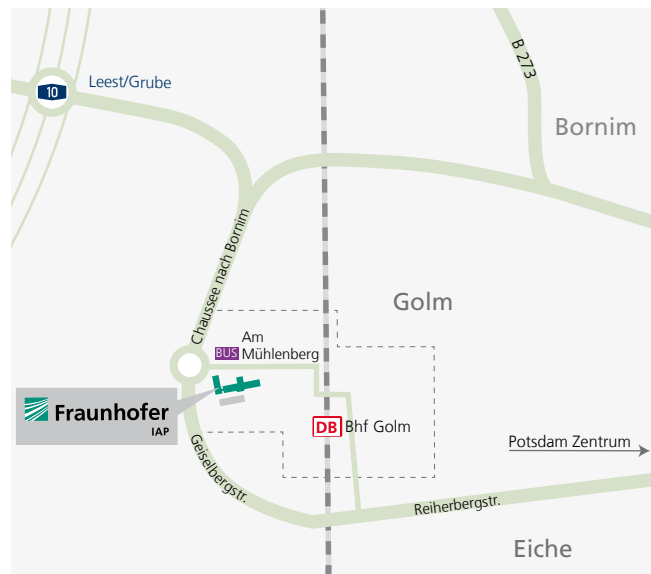 B 273
10
Leest/Grube
Bornim
Chaussee nach Bornim
Golm
Am
BUS Mühlenberg
Fraunhofer
IAP
DB Bhf Golm
Potsdam Zentrum
Geiselbergstr.
Reiherbergstr.
Eiche